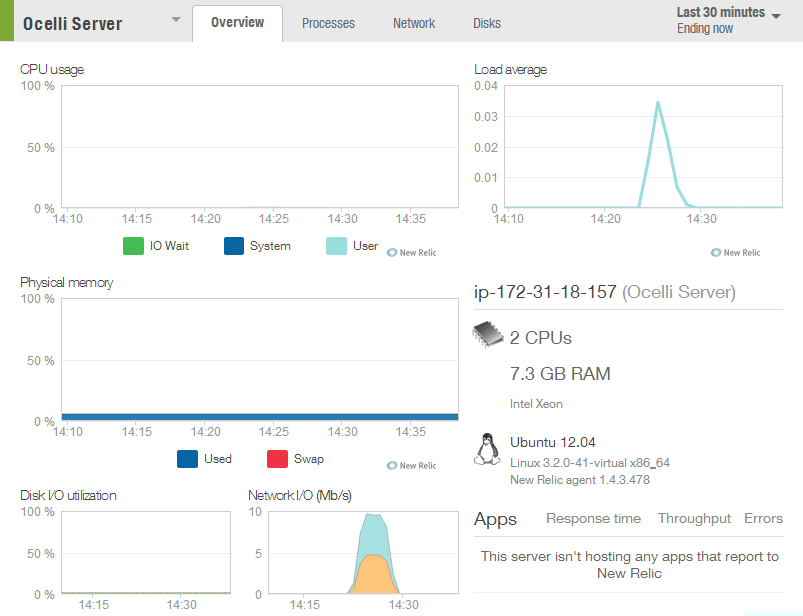 Ocelli Server
Overview
Processes
Network
Disks
Last 30 minutes
Ending now
CPU usage
100 %
50 %
0 %
14:10 14:15 14:20 14:25 14:30 14:35
IO Wait System User New Relic
Load average
0.04
0.03
0.02
0.01
0
14:10 14:20 14:30
New Relic
Physical memory
100 %
50 %
0 %
14:10 14:15 14:20 14:25 14:30 14:35
Used Swap New Relic
ip-172-31-18-157 (Ocelli Server)
2 CPUs
7.3 GB RAM
Intel Xeon
Ubuntu 12.04
Linux 3.2.0-41-virtual x86_64
New Relic agent 1.4.3.478
Disk I/O utilization
100 %
50 %
0 %
14:15 14:30
Network I/O (Mb/s)
10
5
0
14:15 14:30
Apps Response time Throughput Errors
This server isn't hosting any apps that report to
New Relic